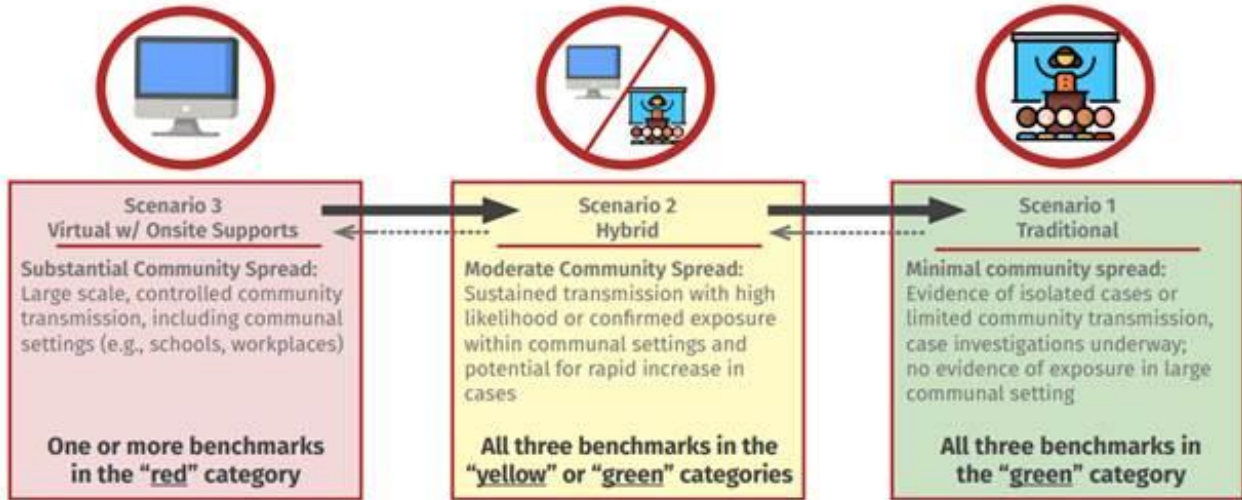 Scenario 3
Virtual w/ Onsite Supports
Substantial Community Spread:
Large scale, controlled community
transmission, including communal
settings (e.g., schools, workplaces)
One or more benchmarks
in the “red” category
Scenario 2
Hybrid
Moderate Community Spread:
Sustained transmission with high
likelihood or confirmed exposure
within communal settings and
potential for rapid increase in
cases
All three benchmarks in the
“yellow” or “green” categories
Scenario 1
Traditional
Minimal community spread:
Evidence of isolated cases or
limited community transmission,
case investigations underway;
no evidence of exposure in large
communal setting
All three benchmarks in
the “green” category